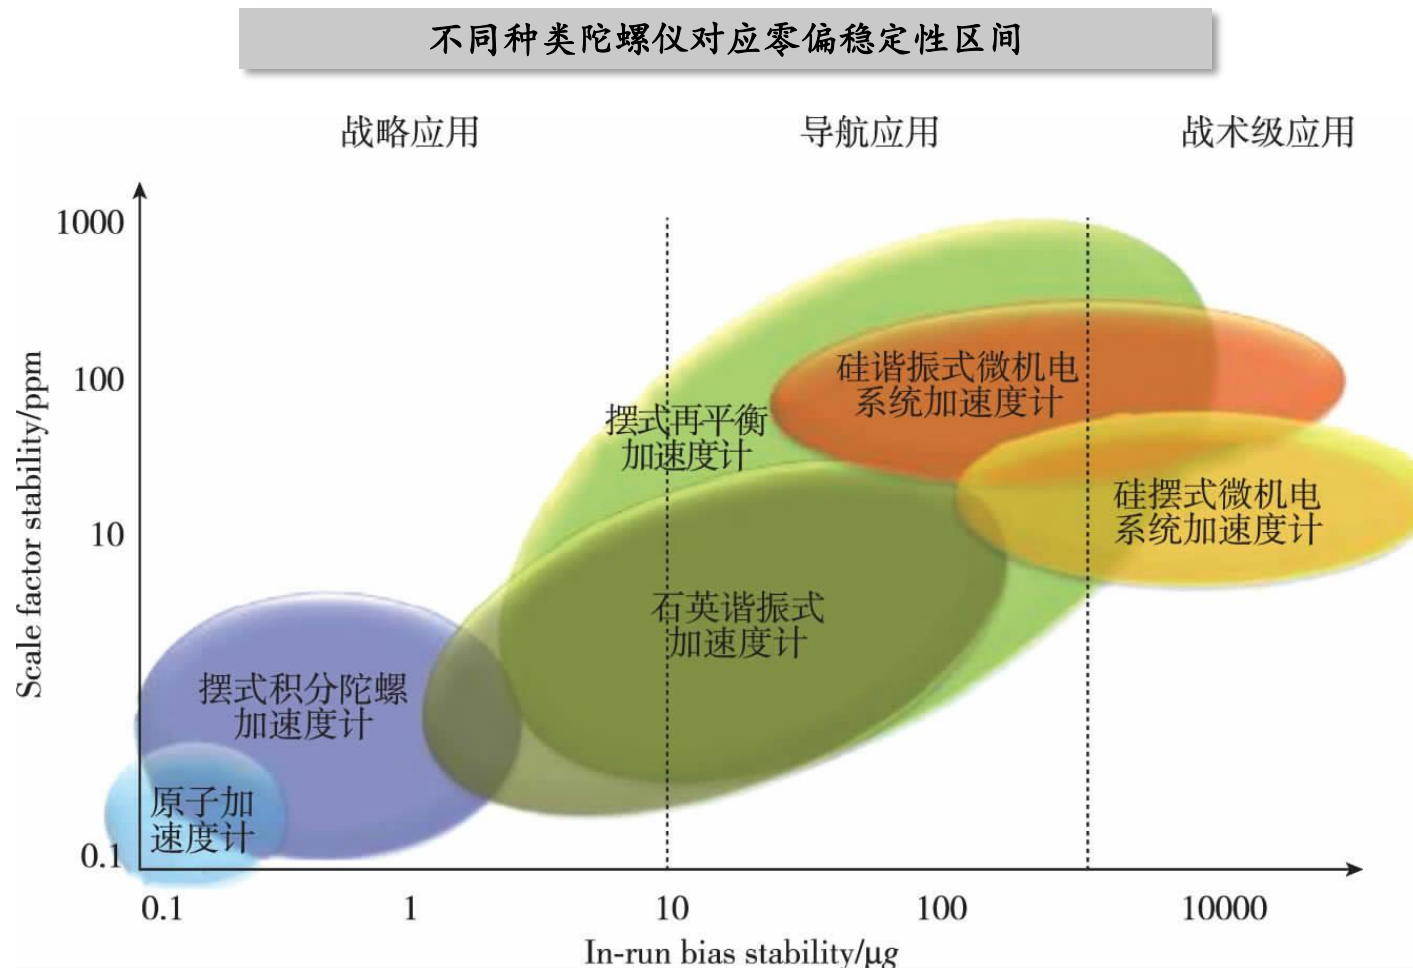 不同种类陀螺仪对应零偏稳定性区间
战略应用
导航应用
战术级应用
1000
100
10
0.1
Scale factor stability/ppm
硅谐振式微机电
系统加速度计
摆式再平衡
加速度计
硅摆式微机电
系统加速度计
石英谐振式
加速度计
摆式积分陀螺
加速度计
原子加
速度计
0.1
1
10
100
10000
In-run bias stability/μg